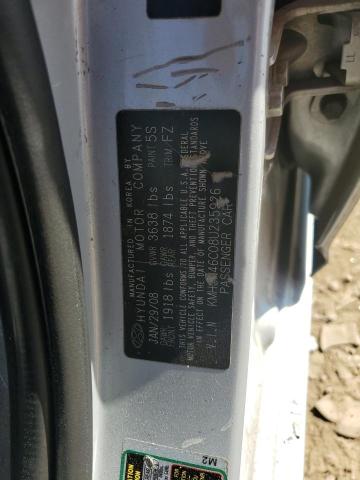 MANUFACTURED IN KOREA BY
HYUNDAI MOTOR COMPANY
JAN/29/08 GVWR 3638 lbs PAINT 5S
GAWR FRONT 1918 lbs GAWR REAR 1874 lbs TRIM FZ
THIS VEHICLE CONFORMS TO ALL APPLICABLE U.S.A. FEDERAL
MOTOR VEHICLE SAFETY, BUMPER, AND THEFT PREVENTION STANDARDS
IN EFFECT ON THE DATE OF MANUFACTURE SHOWN ABOVE
V.I.N
PASSENGER CAR
M2